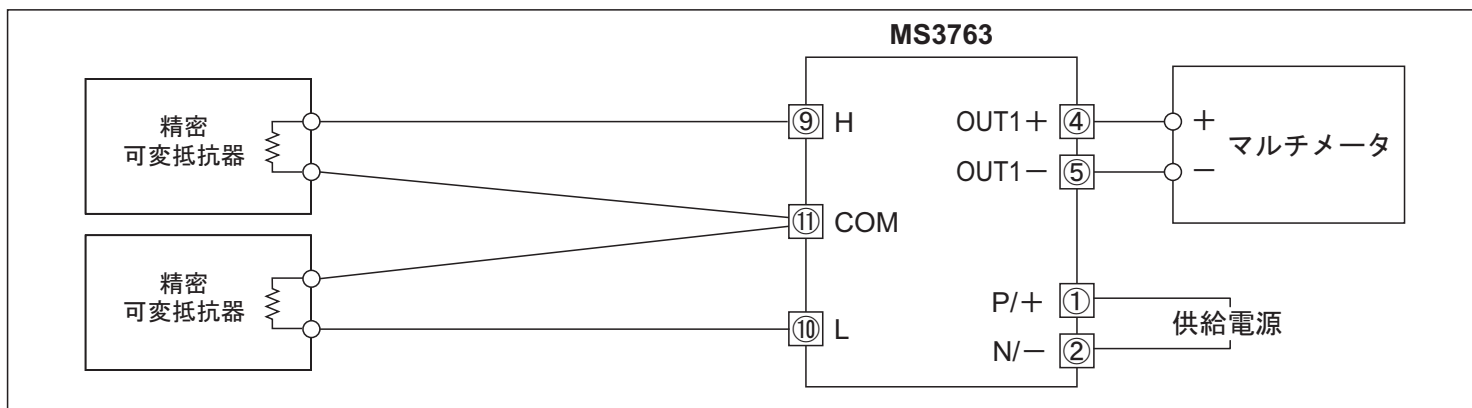 MS3763
精密
可変抵抗器
精密
可変抵抗器
⑨ H
⑪ COM
⑩ L
OUT1＋ ④
OUT1－ ⑤
P/＋ ①
N/－ ②
＋
－
マルチメータ
供給電源